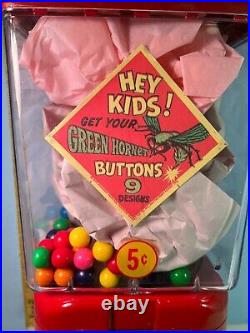 HEY
KIDS!
GET YOUR
GREEN HORNET
BUTTONS
9
DESIGNS
5¢